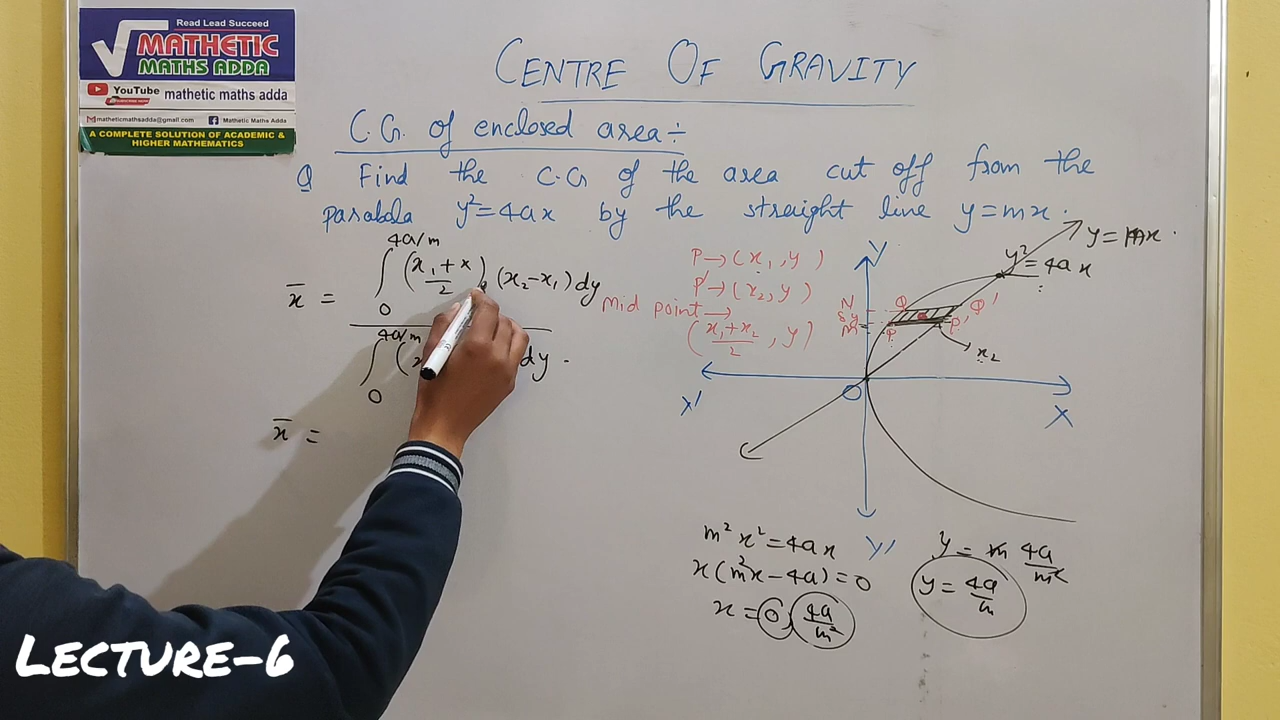 Read Lead Succeed
MATHETIC
MATHS ADDA
YouTube mathetic maths adda
matheticmathsadda@gmail.com Mathetic Maths Adda
A COMPLETE SOLUTION OF ACADEMIC &
HIGHER MATHEMATICS
CENTRE OF GRAVITY
C.G. of enclosed area÷
Q Find the C.G of the area cut off from the
parabola y²=4ax by the straight line y=mx.
x̄ = ∫₀^{4a/m} (x₁+x/2) (x₂-x₁) dy
∫₀^{4a/m} ( dy.
x̄ =
P→(x₁, y)
P'→(x₂, y)
mid point→
(x₁+x₂/2, y)
Y
y=mx.
y²=4ax
N
δy
M
Q Q'
P P'
x₂
X' O X
Y'
m²x²=4ax
x(m²x-4a)=0
x=0, 4a/m²
y=m 4a/m²
y=4a/m
LECTURE-6